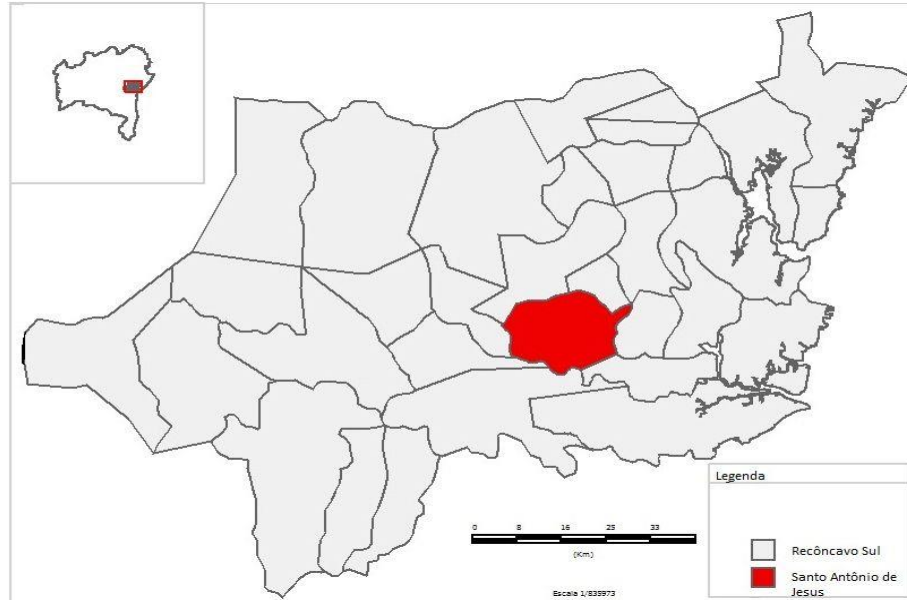 Legenda
0 8 16 25 33
(Km)
Recôncavo Sul
Santo Antônio de
Jesus
Escala 1/835973